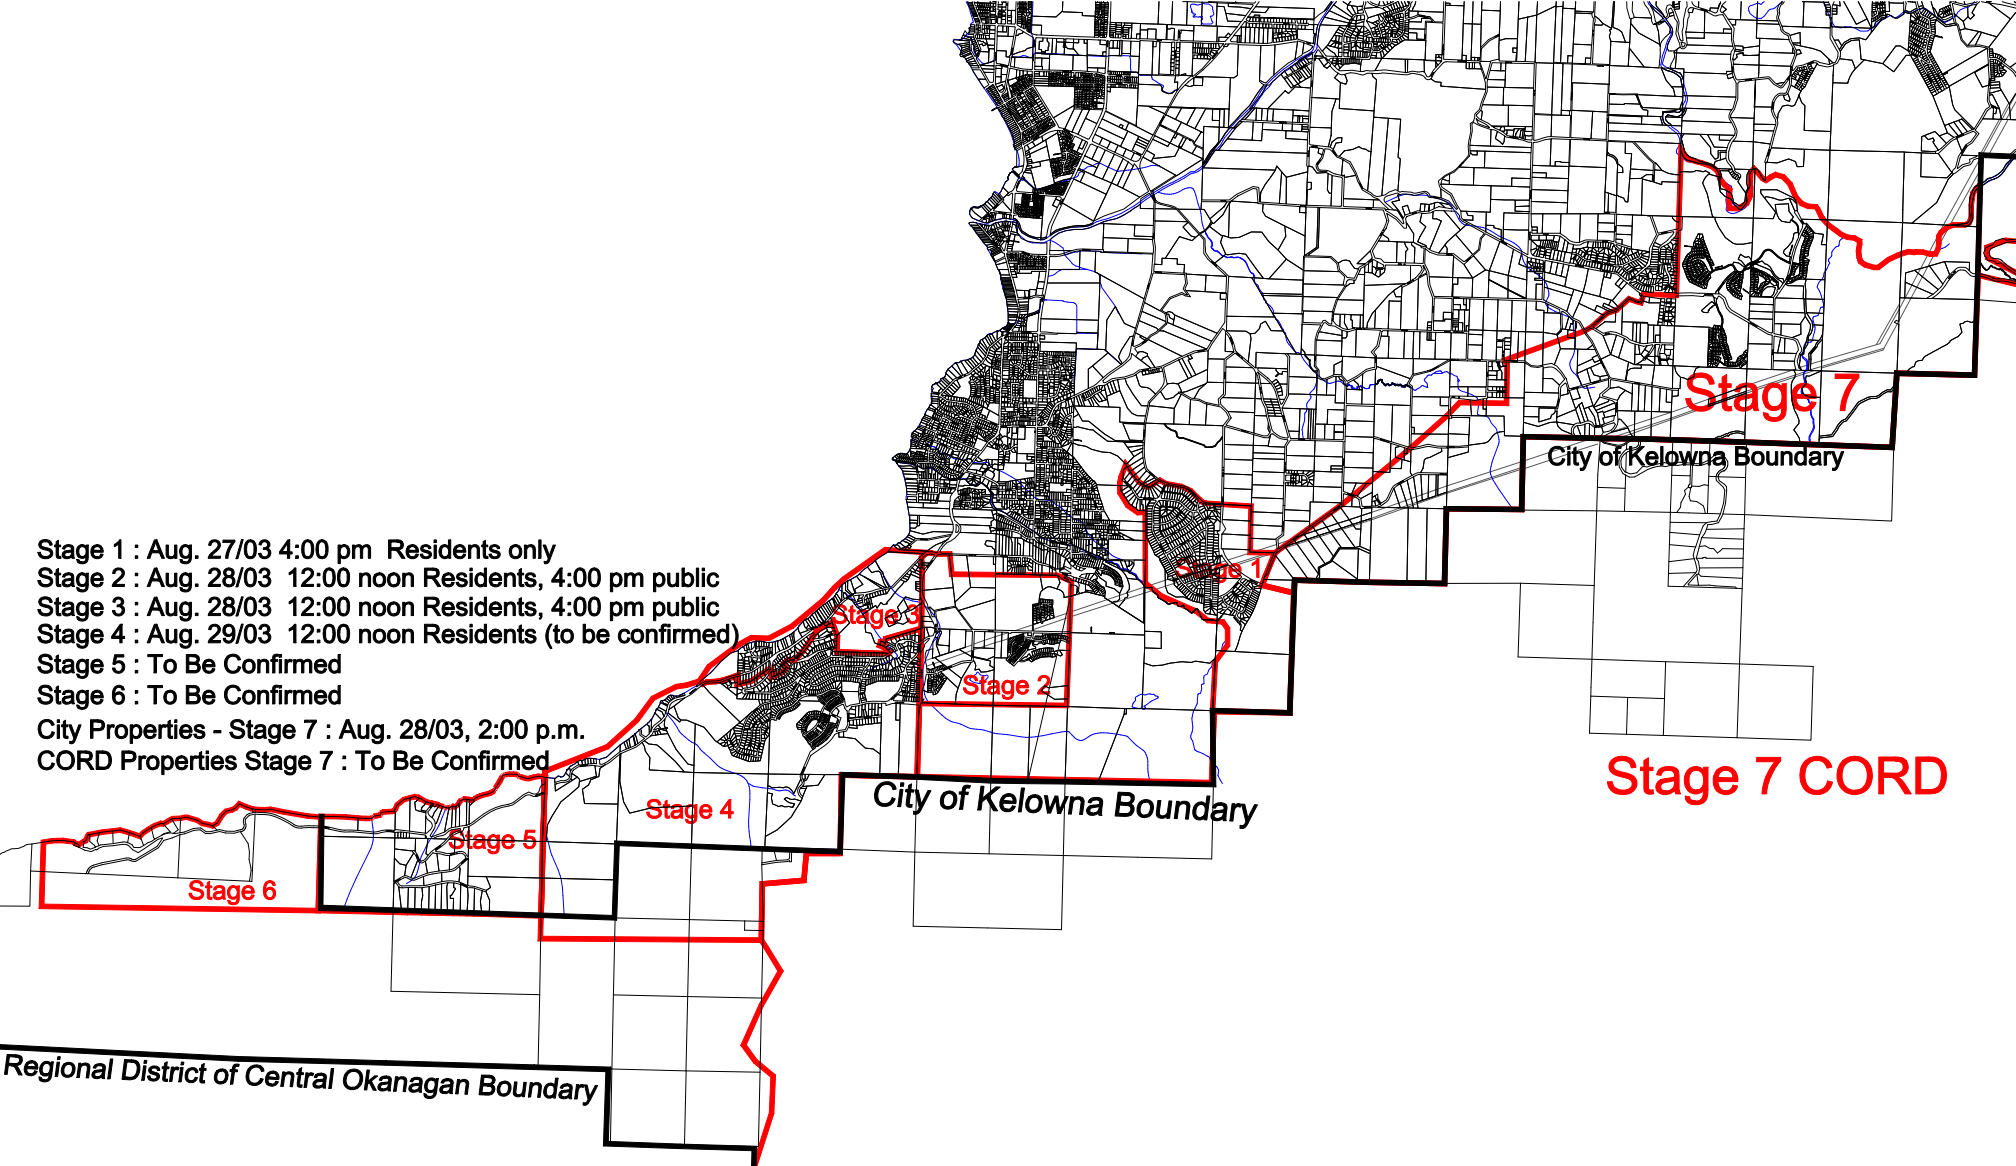 Stage 7
City of Kelowna Boundary
Stage 1 : Aug. 27/03 4:00 pm  Residents only
Stage 2 : Aug. 28/03  12:00 noon Residents, 4:00 pm public
Stage 3 : Aug. 28/03  12:00 noon Residents, 4:00 pm public
Stage 4 : Aug. 29/03  12:00 noon Residents (to be confirmed)
Stage 5 : To Be Confirmed
Stage 6 : To Be Confirmed
City Properties - Stage 7 : Aug. 28/03, 2:00 p.m.
CORD Properties Stage 7 : To Be Confirmed
Stage 1
Stage 3
Stage 2
Stage 7 CORD
City of Kelowna Boundary
Stage 4
Stage 5
Stage 6
Regional District of Central Okanagan Boundary